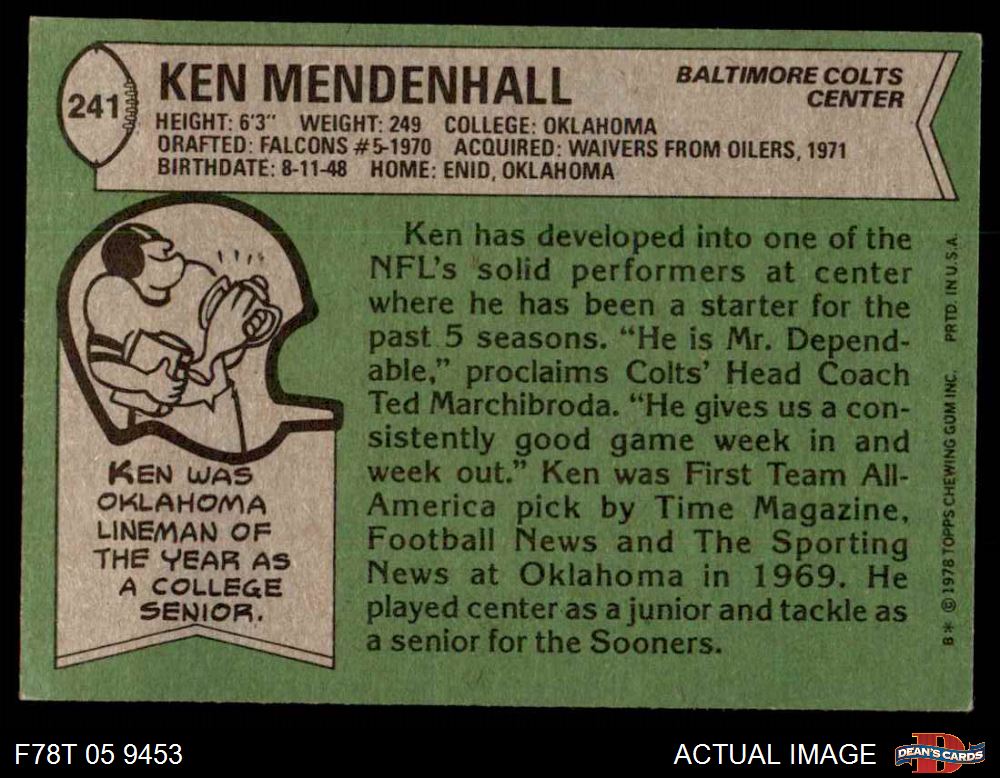 241
KEN MENDENHALL
BALTIMORE COLTS
CENTER
HEIGHT: 6'3" WEIGHT: 249 COLLEGE: OKLAHOMA
DRAFTED: FALCONS #5-1970 ACQUIRED: WAIVERS FROM OILERS, 1971
BIRTHDATE: 8-11-48 HOME: ENID, OKLAHOMA
KEN WAS
OKLAHOMA
LINEMAN OF
THE YEAR AS
A COLLEGE
SENIOR.
Ken has developed into one of the
NFL's solid performers at center
where he has been a starter for the
past 5 seasons. "He is Mr. Depend-
able," proclaims Colts' Head Coach
Ted Marchibroda. "He gives us a con-
sistently good game week in and
week out." Ken was First Team All-
America pick by Time Magazine,
Football News and The Sporting
News at Oklahoma in 1969. He
played center as a junior and tackle as
a senior for the Sooners.
B* © 1978 TOPPS CHEWING GUM INC. PRTD. IN U.S.A.
F78T 05 9453
ACTUAL IMAGE
D
DEAN'S CARDS